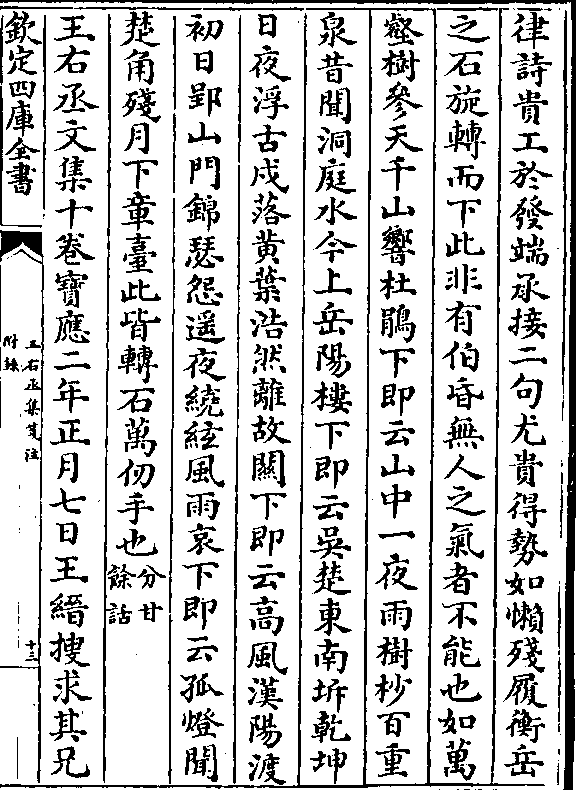 律詩貴工於發端承接二句尤貴得勢如懶殘履衡岳
之石旋轉而下此非有伯昏無人之氣者不能也如萬
壑樹參天千山響杜鵑下即云山中一夜雨樹杪百重
泉昔聞洞庭水今上岳陽樓下即云吳楚東南坼乾坤
日夜浮古戍落黃葉浩然離故關下即云高風漢陽渡
初日郢山門錦瑟怨遥夜繞絃風雨哀下即云孤燈聞
楚角殘月下章臺此皆轉石萬仞手也分甘餘話
王右丞文集十卷寶應二年正月七日王縉搜求其兄
欽定四庫全書
王右丞集箋注
附錄
十三